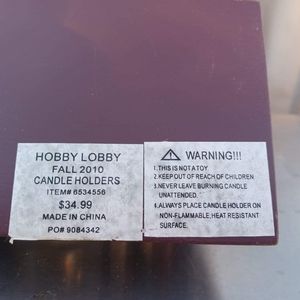 HOBBY LOBBY
FALL 2010
CANDLE HOLDERS
ITEM# 6534556
$34.99
MADE IN CHINA
PO# 9084342
WARNING!!!
1.THIS IS NOT A TOY
2.KEEP OUT OF REACH OF CHILDREN
3.NEVER LEAVE BURNING CANDLE
UNATTENDED.
4.ALWAYS PLACE CANDLE HOLDER ON
NON-FLAMMABLE, HEAT RESISTANT
SURFACE.